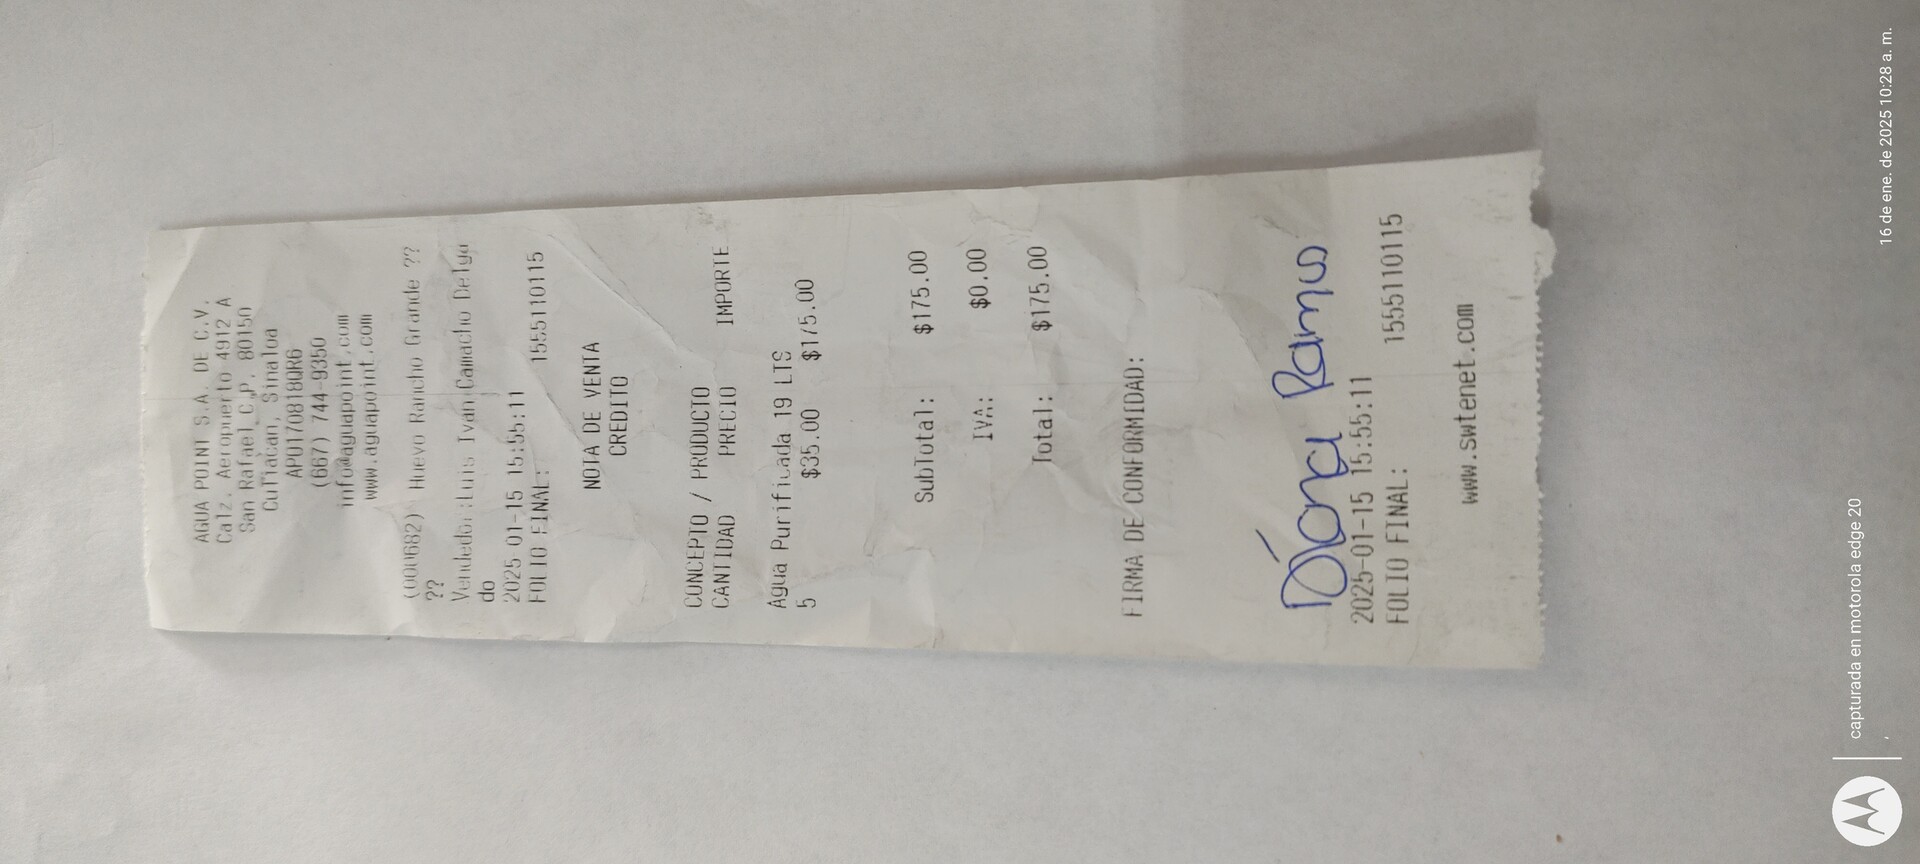 AGUA POINT S.A. DE C.V.
Calz. Aeropuerto 4912 A
San Rafael C.P. 80150
Culiacan, Sinaloa
APO170818QR6
(667) 744-9350
info@aguapoint.com
www.aguapoint.com
(000682) Huevo Rancho Grande ??
??
Vendedor:Luis Ivan Camacho Delga
do
2025-01-15 15:55:11
FOLIO FINAL: 1555110115
NOTA DE VENTA
CREDITO
CONCEPTO / PRODUCTO
CANTIDAD PRECIO IMPORTE
Agua Purificada 19 LTS
5 $35.00 $175.00
SubTotal: $175.00
IVA: $0.00
Total: $175.00
FIRMA DE CONFORMIDAD:
Diana Ramos
2025-01-15 15:55:11
FOLIO FINAL: 1555110115
www.swtenet.com
capturada en motorola edge 20
16 de ene. de 2025 10:28 a. m.